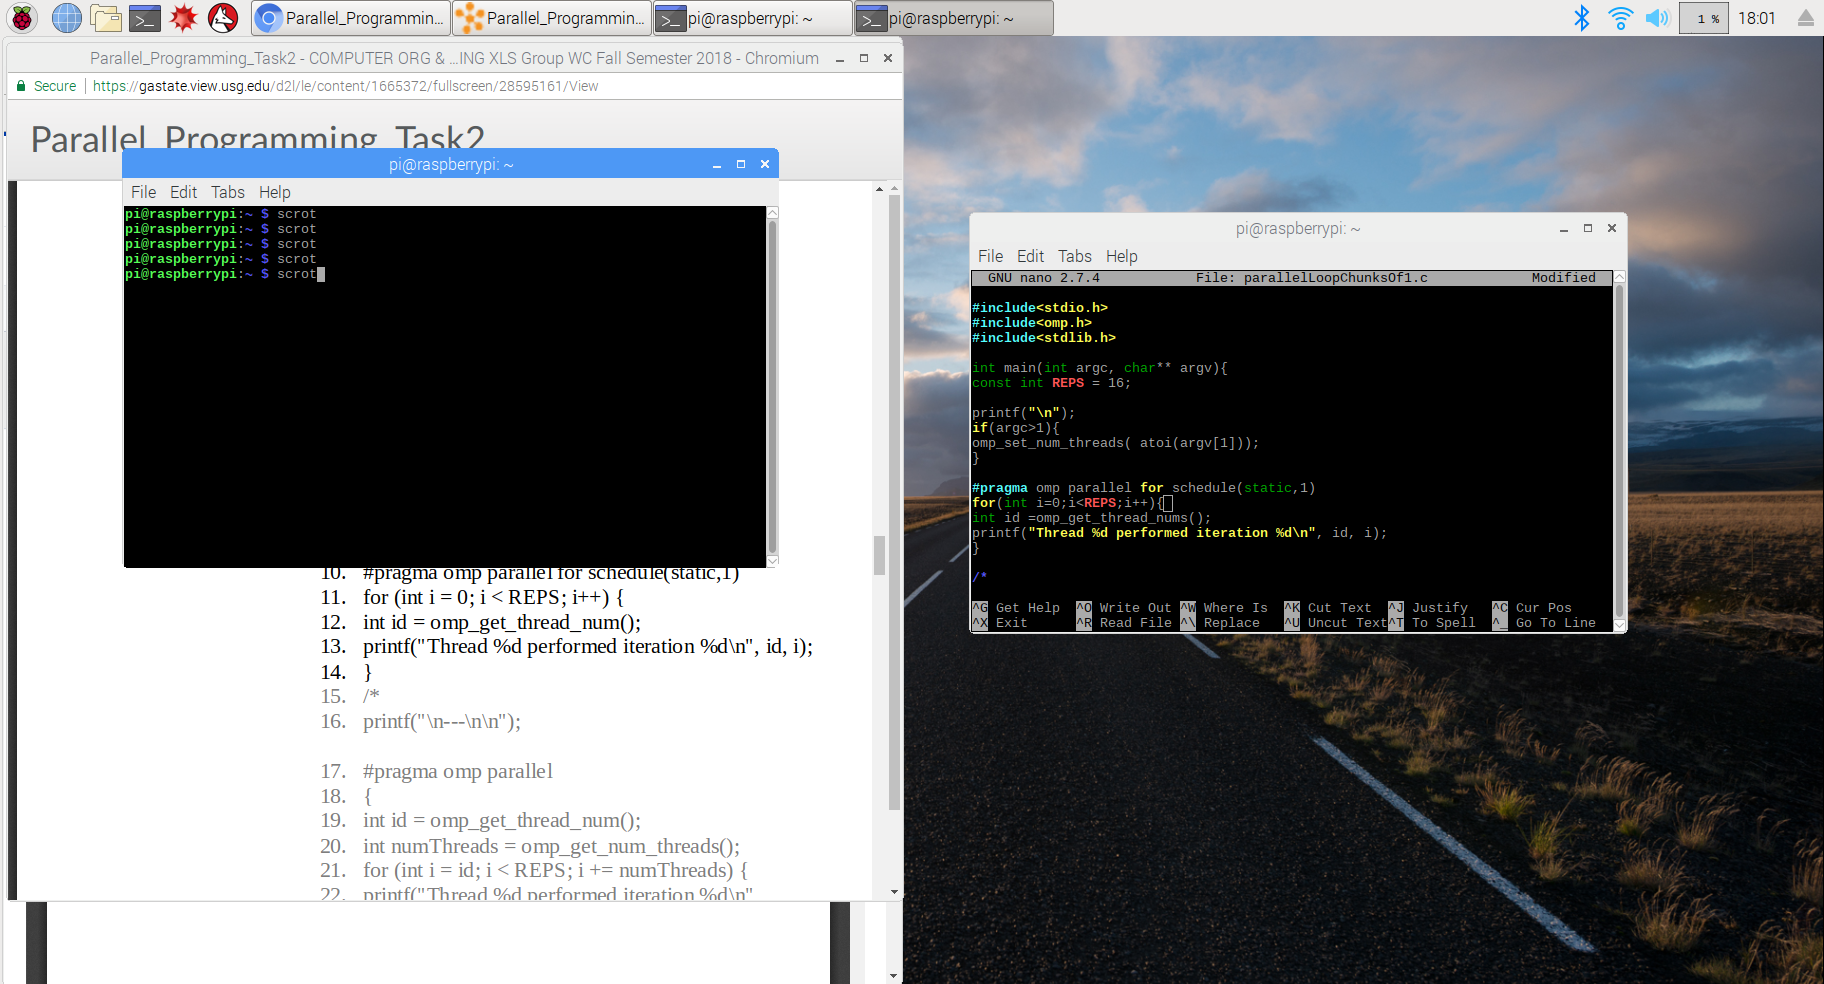 Parallel_Programmin...
Parallel_Programmin...
pi@raspberrypi: ~
pi@raspberrypi: ~
1 %
18:01
Parallel_Programming_Task2 - COMPUTER ORG & ...ING XLS Group WC Fall Semester 2018 - Chromium
Secure
https://gastate.view.usg.edu/d2l/le/content/1665372/fullscreen/28595161/View
Parallel_Programming_Task2
pi@raspberrypi: ~
File Edit Tabs Help
pi@raspberrypi:~ $ scrot
pi@raspberrypi:~ $ scrot
pi@raspberrypi:~ $ scrot
pi@raspberrypi:~ $ scrot
pi@raspberrypi:~ $ scrot
10. #pragma omp parallel for schedule(static,1)
11. for (int i = 0; i < REPS; i++) {
12. int id = omp_get_thread_num();
13. printf("Thread %d performed iteration %d\n", id, i);
14. }
15. /*
16. printf("\n---\n\n");
17. #pragma omp parallel
18. {
19. int id = omp_get_thread_num();
20. int numThreads = omp_get_num_threads();
21. for (int i = id; i < REPS; i += numThreads) {
22. printf("Thread %d performed iteration %d\n"
pi@raspberrypi: ~
File Edit Tabs Help
GNU nano 2.7.4 File: parallelLoopChunksOf1.c Modified
#include<stdio.h>
#include<omp.h>
#include<stdlib.h>
int main(int argc, char** argv){
const int REPS = 16;
printf("\n");
if(argc>1){
omp_set_num_threads( atoi(argv[1]));
}
#pragma omp parallel for schedule(static,1)
for(int i=0;i<REPS;i++){
int id =omp_get_thread_nums();
printf("Thread %d performed iteration %d\n", id, i);
}
/*
^G Get Help ^O Write Out ^W Where Is ^K Cut Text ^J Justify ^C Cur Pos
^X Exit ^R Read File ^\ Replace ^U Uncut Text ^T To Spell ^_ Go To Line